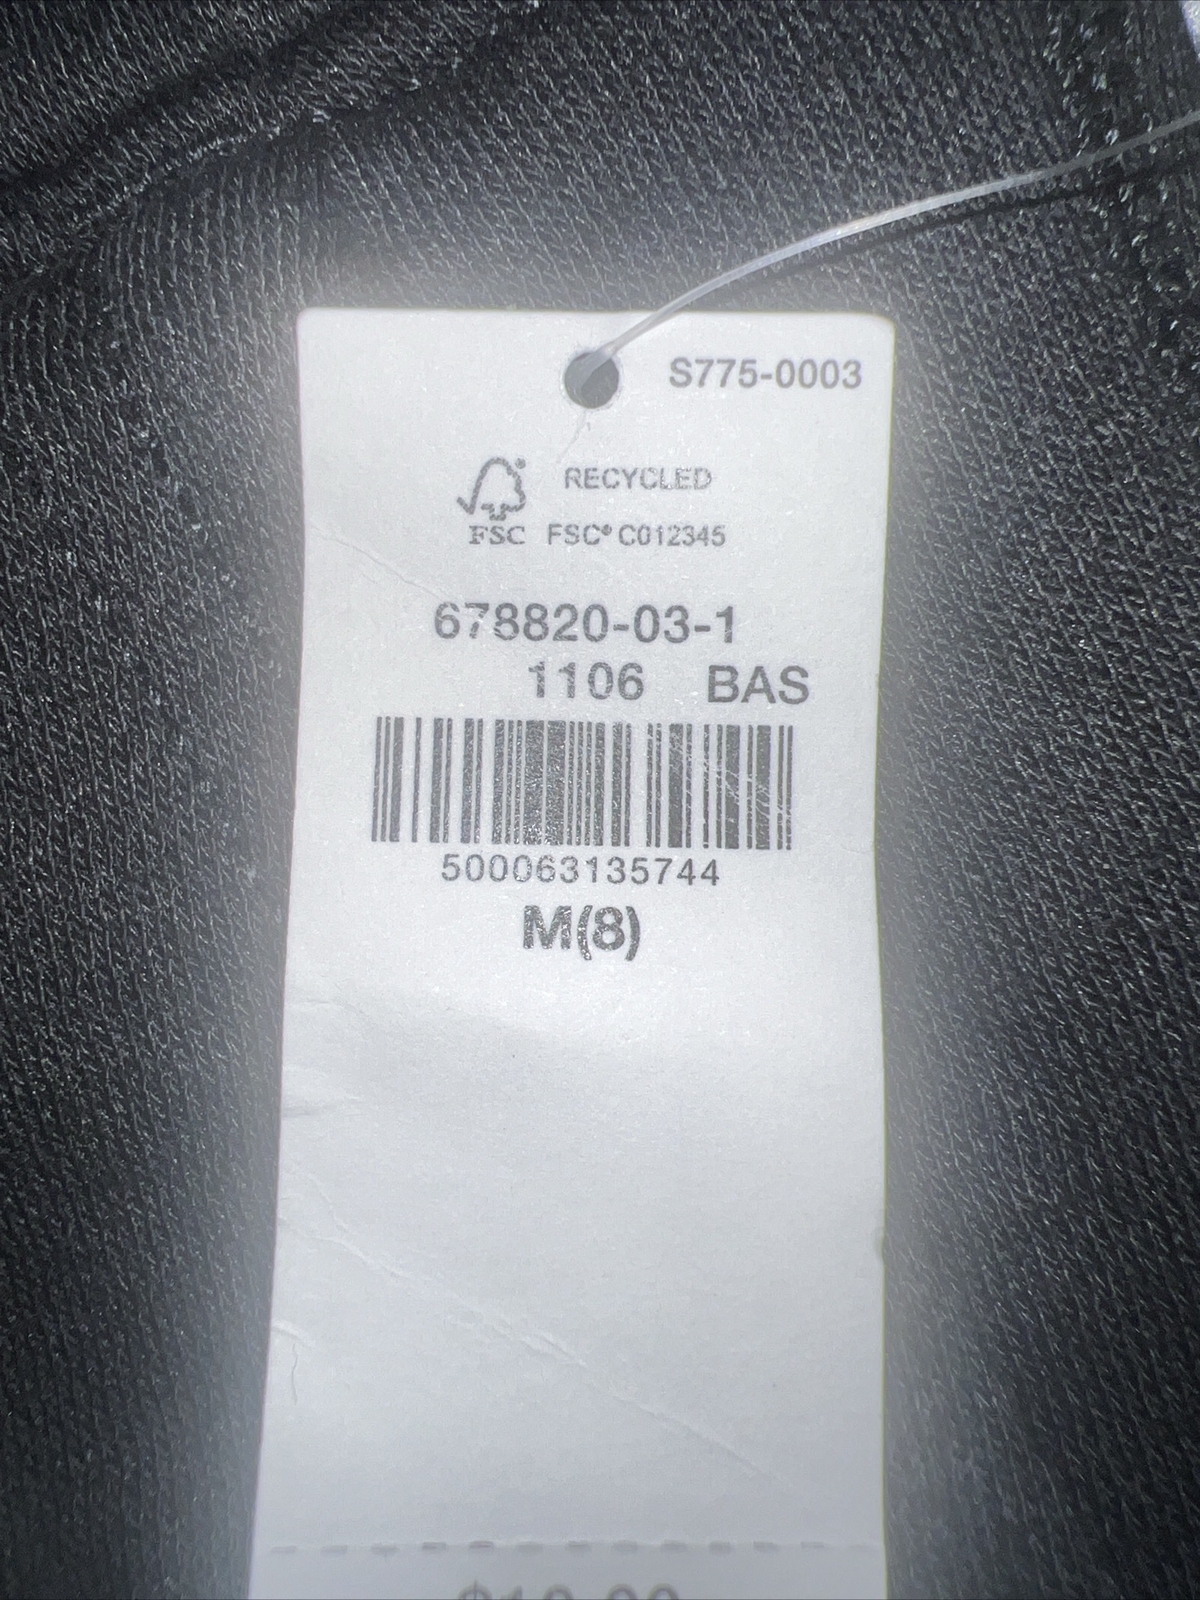 S775-0003
RECYCLED
FSC FSC® C012345
678820-03-1
1106 BAS
500063135744
M(8)